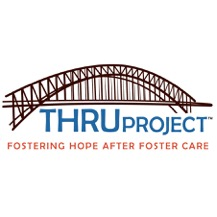 THRUPROJECT™
FOSTERING HOPE AFTER FOSTER CARE